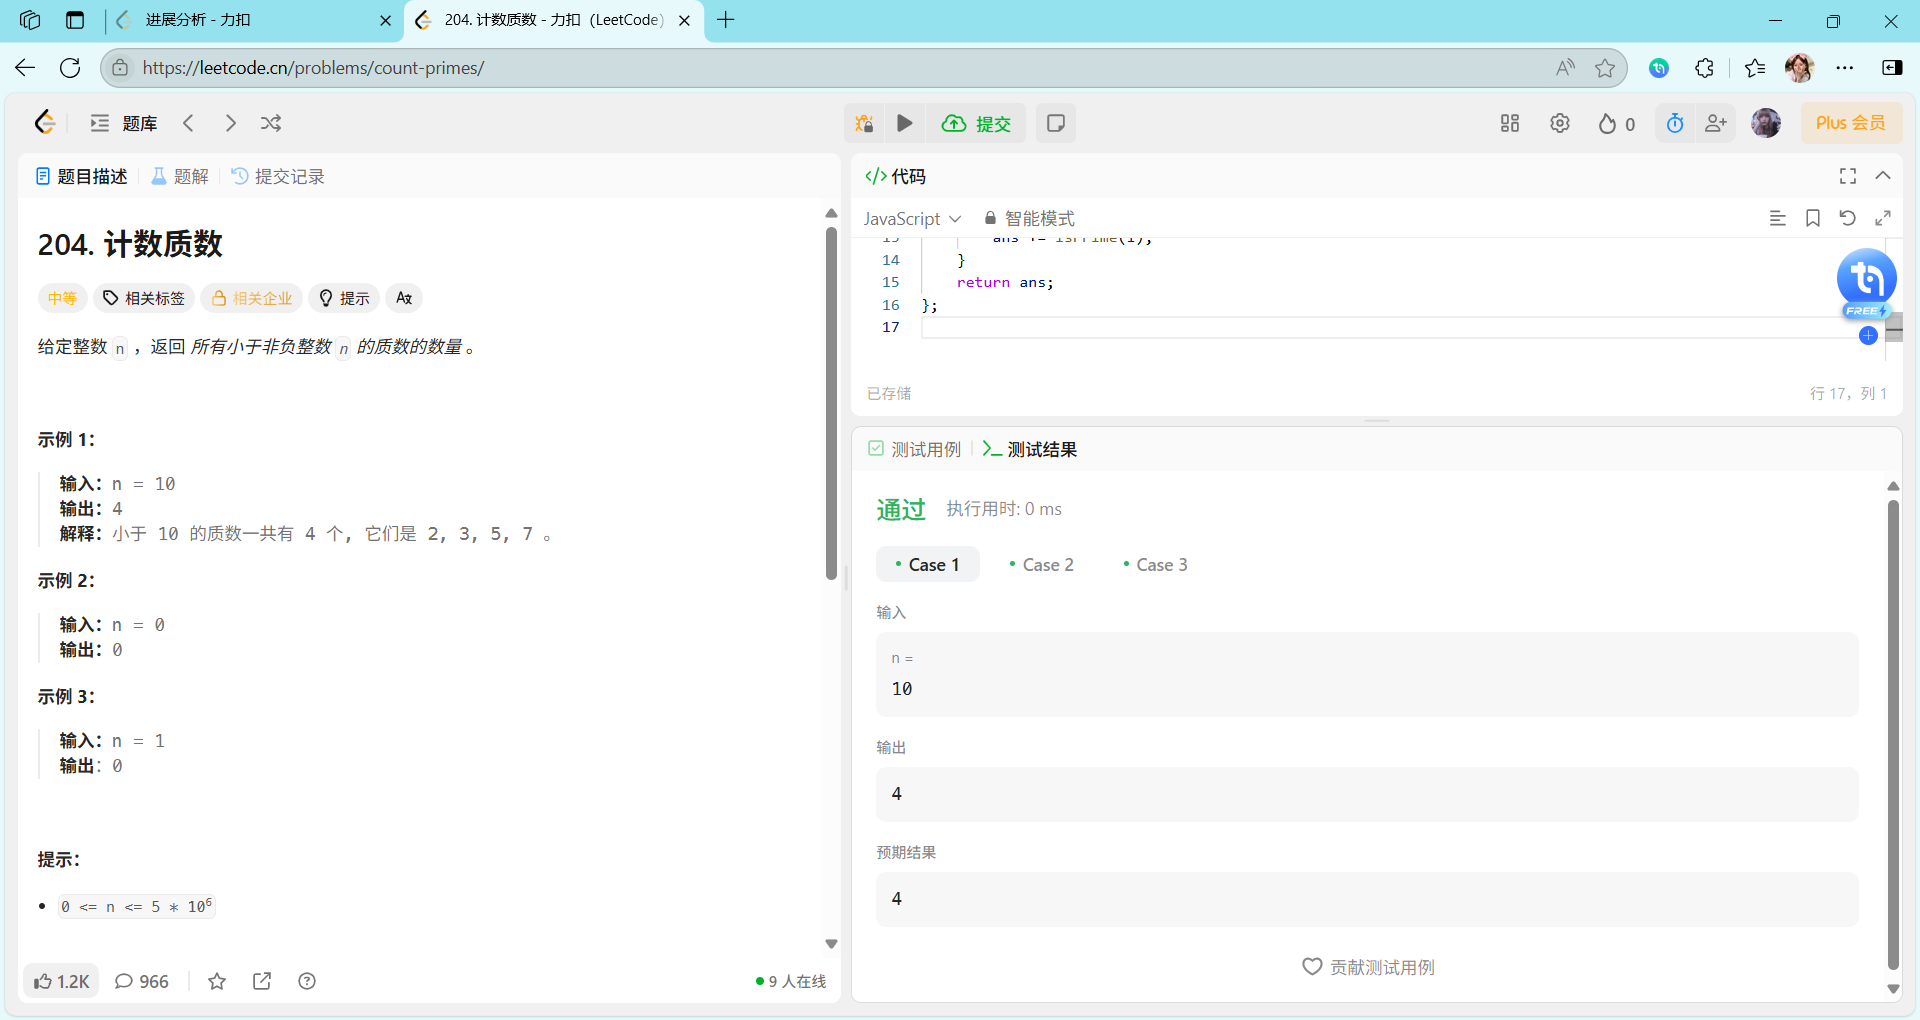 进展分析 - 力扣
204. 计数质数 - 力扣（LeetCode）
https://leetcode.cn/problems/count-primes/
题库
提交
0
Plus 会员
题目描述
题解
提交记录
204. 计数质数
中等
相关标签
相关企业
提示
给定整数 n ，返回 所有小于非负整数 n 的质数的数量 。
示例 1：
输入：n = 10
输出：4
解释：小于 10 的质数一共有 4 个, 它们是 2, 3, 5, 7 。
示例 2：
输入：n = 0
输出：0
示例 3：
输入：n = 1
输出：0
提示：
0 <= n <= 5 * 10⁶
1.2K
966
9 人在线
</> 代码
JavaScript
智能模式
14 }
15 return ans;
16 };
17
FREE
已存储
行 17，列 1
测试用例
测试结果
通过
执行用时: 0 ms
Case 1
Case 2
Case 3
输入
n =
10
输出
4
预期结果
4
贡献测试用例